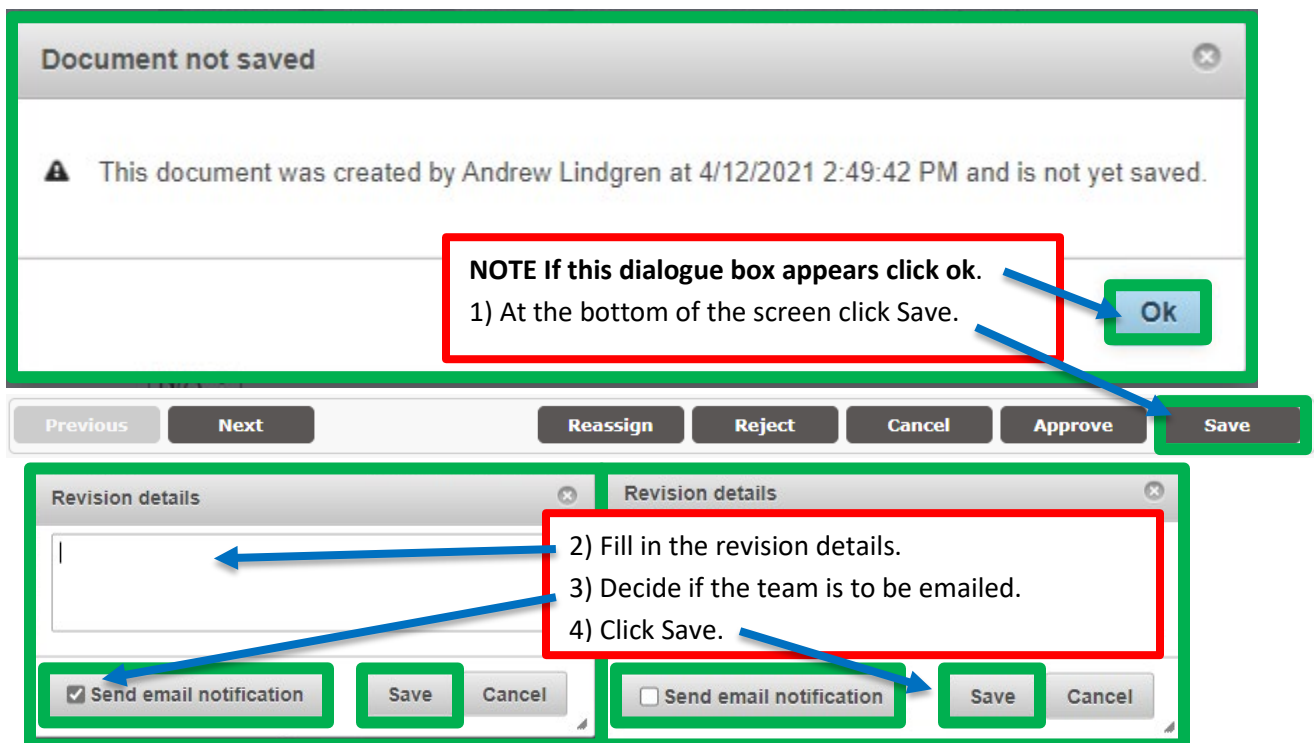 Document not saved
This document was created by Andrew Lindgren at 4/12/2021 2:49:42 PM and is not yet saved.
NOTE If this dialogue box appears click ok.
1) At the bottom of the screen click Save.
Ok
Previous Next Reassign Reject Cancel Approve Save
Revision details
Revision details
2) Fill in the revision details.
3) Decide if the team is to be emailed.
4) Click Save.
Send email notification Save Cancel
Send email notification Save Cancel